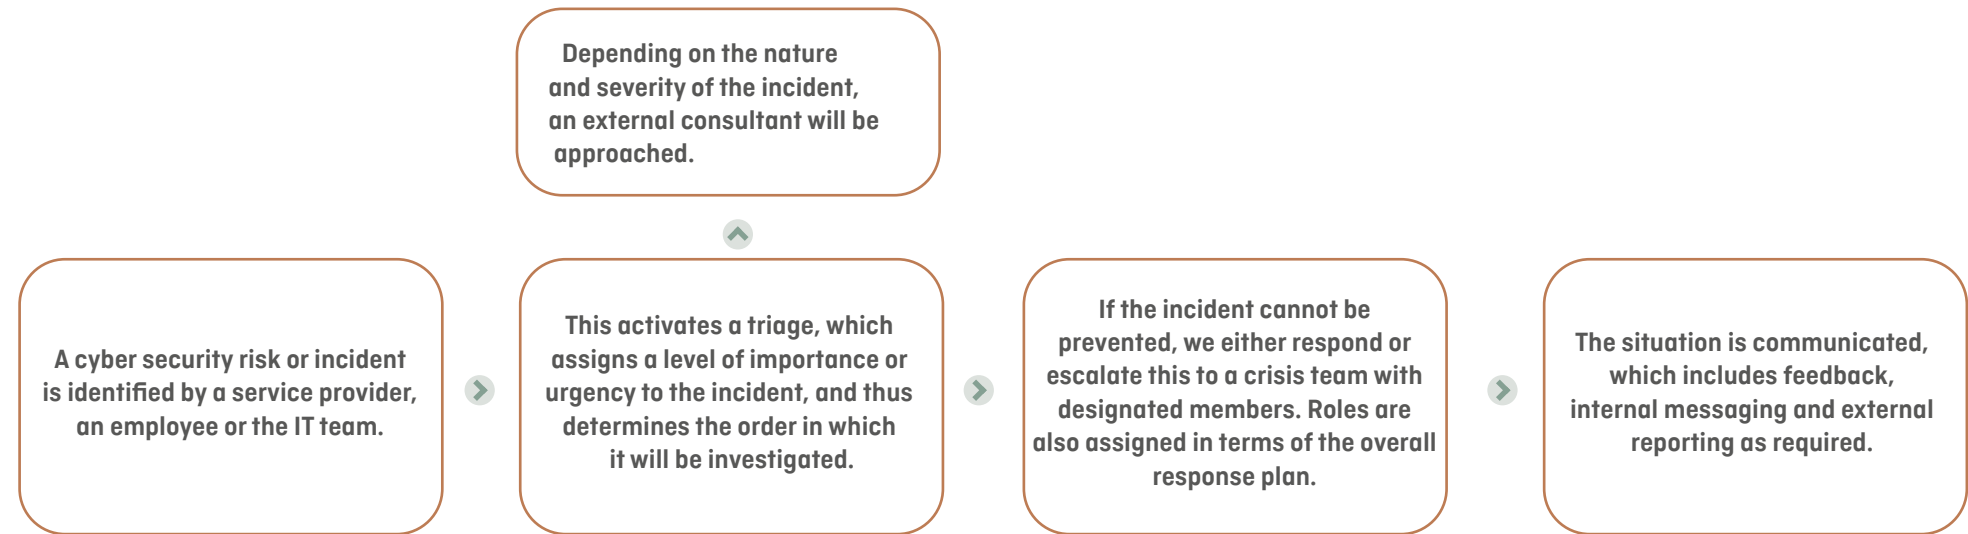 Depending on the nature
and severity of the incident,
an external consultant will be
approached.
A cyber security risk or incident
is identified by a service provider,
an employee or the IT team.
This activates a triage, which
assigns a level of importance or
urgency to the incident, and thus
determines the order in which
it will be investigated.
If the incident cannot be
prevented, we either respond or
escalate this to a crisis team with
designated members. Roles are
also assigned in terms of the overall
response plan.
The situation is communicated,
which includes feedback,
internal messaging and external
reporting as required.